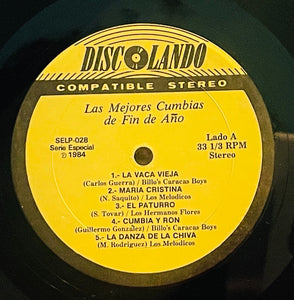 DISCOLANDO
COMPATIBLE STEREO
Las Mejores Cumbias
de Fin de Año
SELP-028
Serie Especial
℗ 1984
Lado A
33 1/3 RPM
Stereo
1.- LA VACA VIEJA
(Carlos Guerra) / Billo's Caracas Boys
2.- MARIA CRISTINA
(N. Saquito) / Los Melodicos
3.- EL PATURRO
(S. Tovar) / Los Hermanos Flores
4.- CUMBIA Y RON
(Guillermo González) / Billo's Caracas Boys
5.- LA DANZA DE LA CHIVA
(M. Rodriguez) Los Melodicos